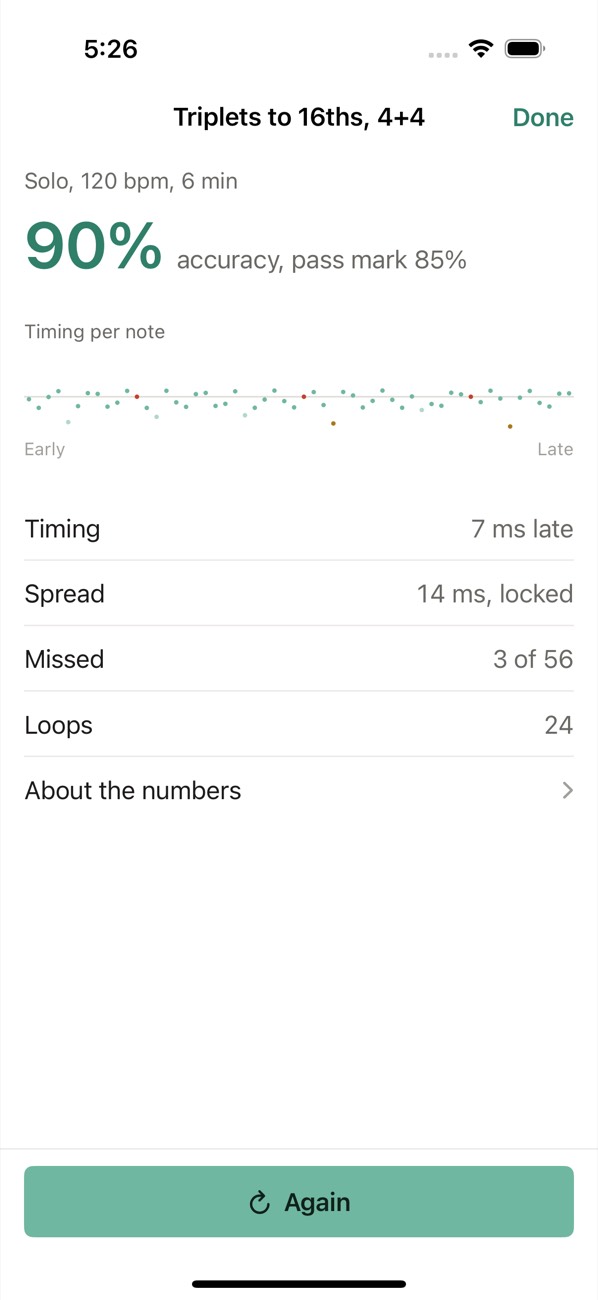 5:26
Triplets to 16ths, 4+4
Done
Solo, 120 bpm, 6 min
90% accuracy, pass mark 85%
Timing per note
Early
Late
Timing
7 ms late
Spread
14 ms, locked
Missed
3 of 56
Loops
24
About the numbers
Again